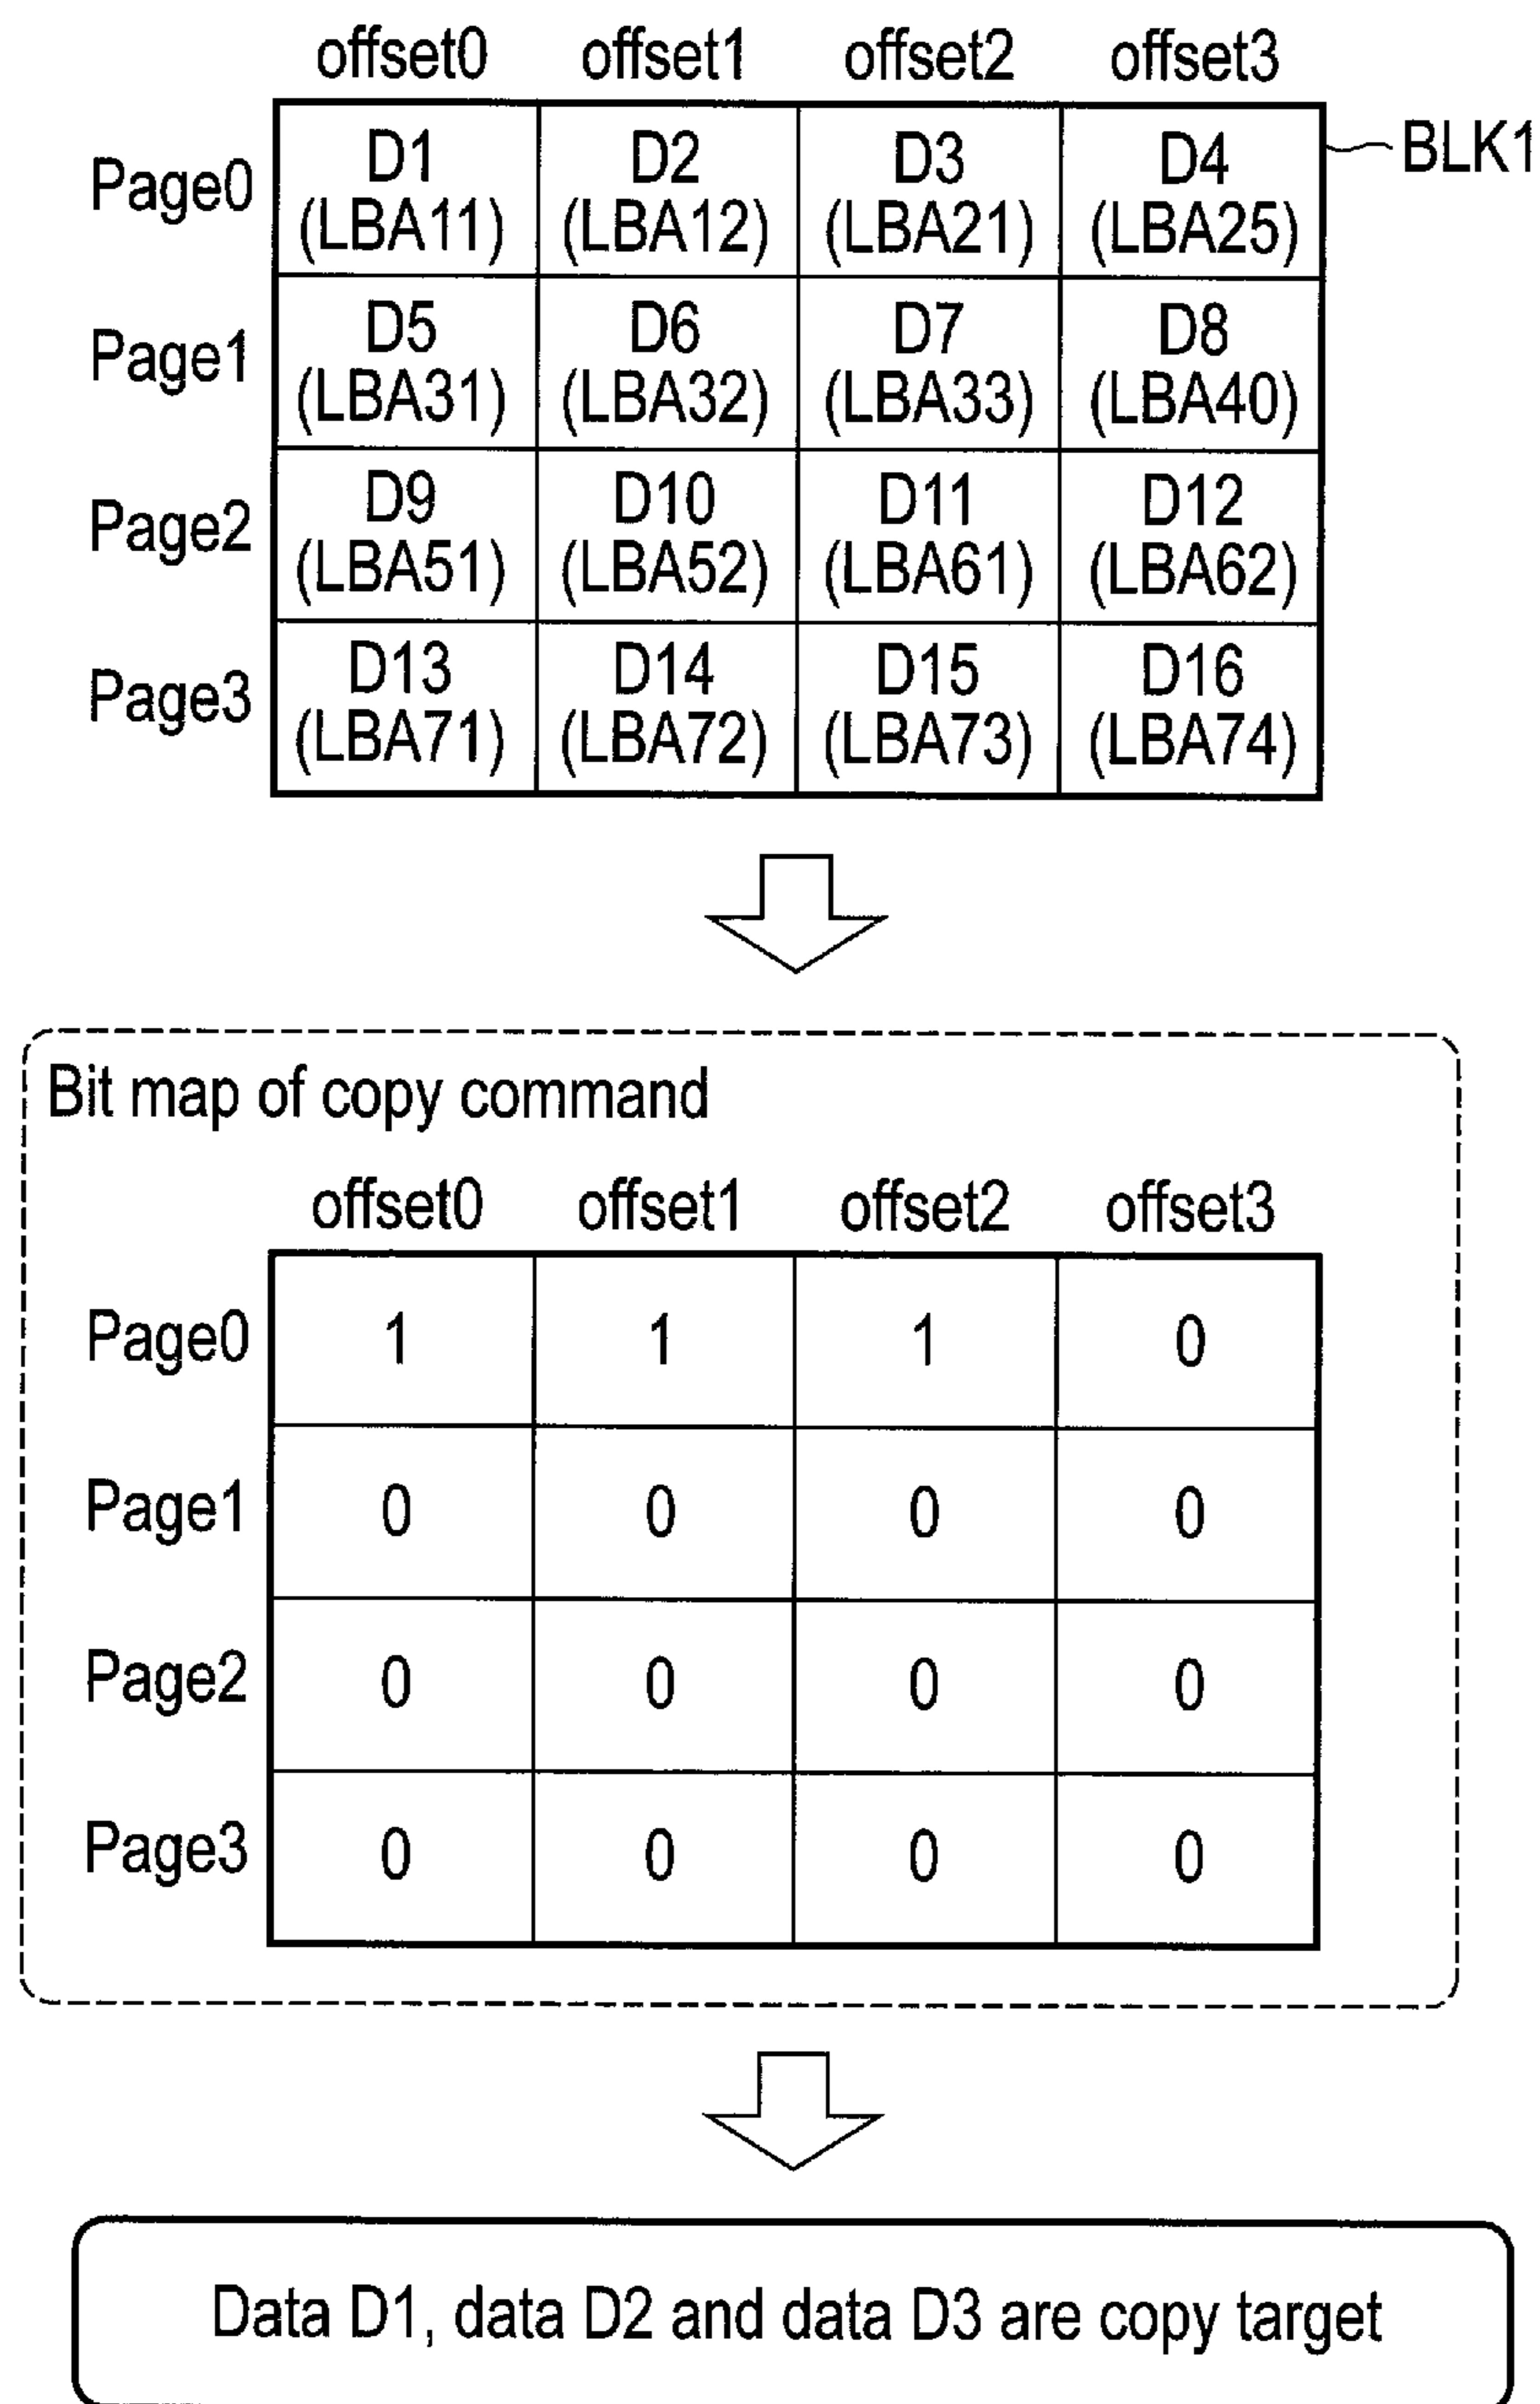 offset0 offset1 offset2 offset3
Page0 D1 D2 D3 D4 BLK1
(LBA11) (LBA12) (LBA21) (LBA25)
Page1 D5 D6 D7 D8
(LBA31) (LBA32) (LBA33) (LBA40)
Page2 D9 D10 D11 D12
(LBA51) (LBA52) (LBA61) (LBA62)
Page3 D13 D14 D15 D16
(LBA71) (LBA72) (LBA73) (LBA74)
Bit map of copy command
offset0 offset1 offset2 offset3
Page0 1 1 1 0
Page1 0 0 0 0
Page2 0 0 0 0
Page3 0 0 0 0
Data D1, data D2 and data D3 are copy target